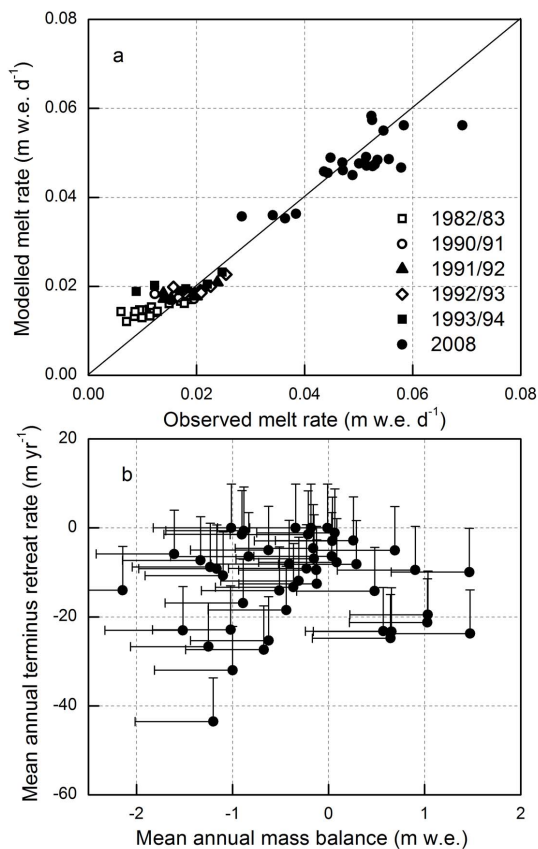 a
0.08
0.06
0.04
0.02
0.00
Modelled melt rate (m w.e. d⁻¹)
1982/83
1990/91
1991/92
1992/93
1993/94
2008
0.00 0.02 0.04 0.06 0.08
Observed melt rate (m w.e. d⁻¹)
b
20
0
-20
-40
-60
Mean annual terminus retreat rate (m yr⁻¹)
-2 -1 0 1 2
Mean annual mass balance (m w.e.)